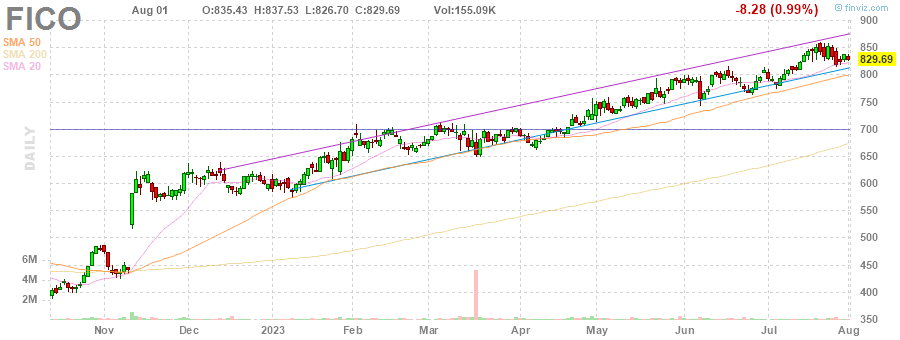 FICO Aug 01 O:835.43 H:837.53 L:826.70 C:829.69 Vol:155.09K -8.28 (0.99%) © finviz.com
SMA 50
SMA 200
SMA 20
DAILY
900
850
829.69
800
750
700
650
600
550
500
450
400
350
6M
4M
2M
Nov Dec 2023 Feb Mar Apr May Jun Jul Aug